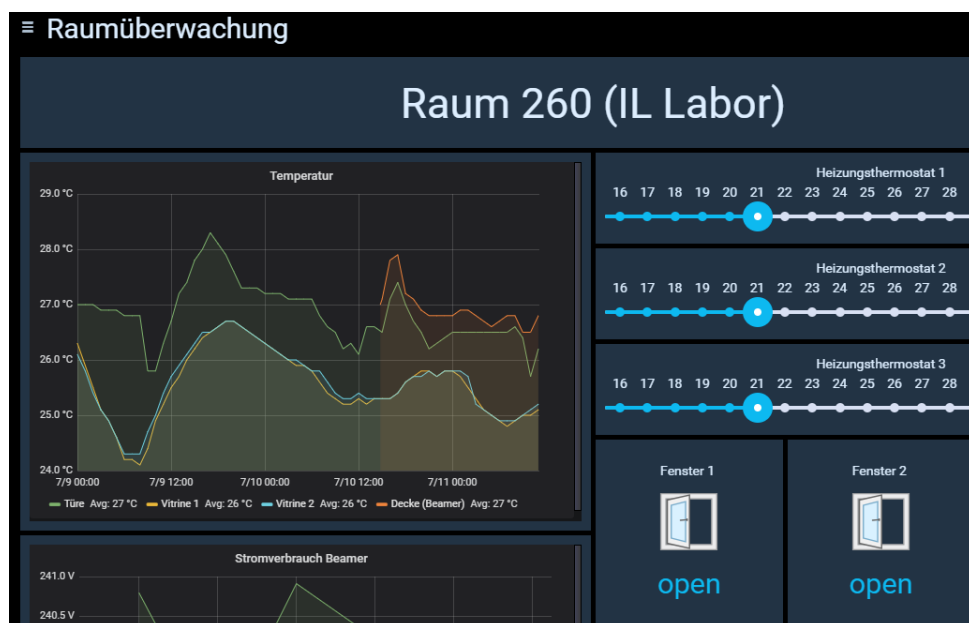 ≡ Raumüberwachung
Raum 260 (IL Labor)
Temperatur
29.0 °C
28.0 °C
27.0 °C
26.0 °C
25.0 °C
24.0 °C
7/9 00:00 7/9 12:00 7/10 00:00 7/10 12:00 7/11 00:00
Türe Avg: 27 °C Vitrine 1 Avg: 26 °C Vitrine 2 Avg: 26 °C Decke (Beamer) Avg: 27 °C
Stromverbrauch Beamer
241.0 V
240.5 V
Heizungsthermostat 1
16 17 18 19 20 21 22 23 24 25 26 27 28
Heizungsthermostat 2
16 17 18 19 20 21 22 23 24 25 26 27 28
Heizungsthermostat 3
16 17 18 19 20 21 22 23 24 25 26 27 28
Fenster 1 Fenster 2
open open